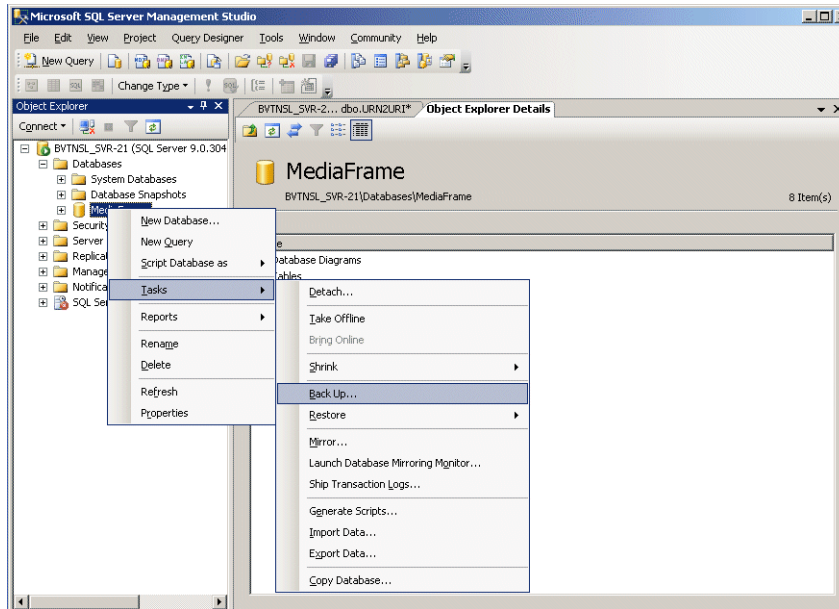 Microsoft SQL Server Management Studio
File Edit View Project Query Designer Tools Window Community Help
New Query
Change Type
Object Explorer
BVTNSL_SVR-2... dbo.URN2URI* Object Explorer Details
Connect
BVTNSL_SVR-21 (SQL Server 9.0.304
Databases
System Databases
Database Snapshots
MediaFrame
BVTNSL_SVR-21\Databases\MediaFrame
8 Item(s)
Security
Server
Replicat
Manage
Notifica
SQL Ser
New Database...
New Query
Script Database as
Tasks
Reports
Rename
Delete
Refresh
Properties
Database Diagrams
Detach...
Take Offline
Bring Online
Shrink
Back Up...
Restore
Mirror...
Launch Database Mirroring Monitor...
Ship Transaction Logs...
Generate Scripts...
Import Data...
Export Data...
Copy Database...